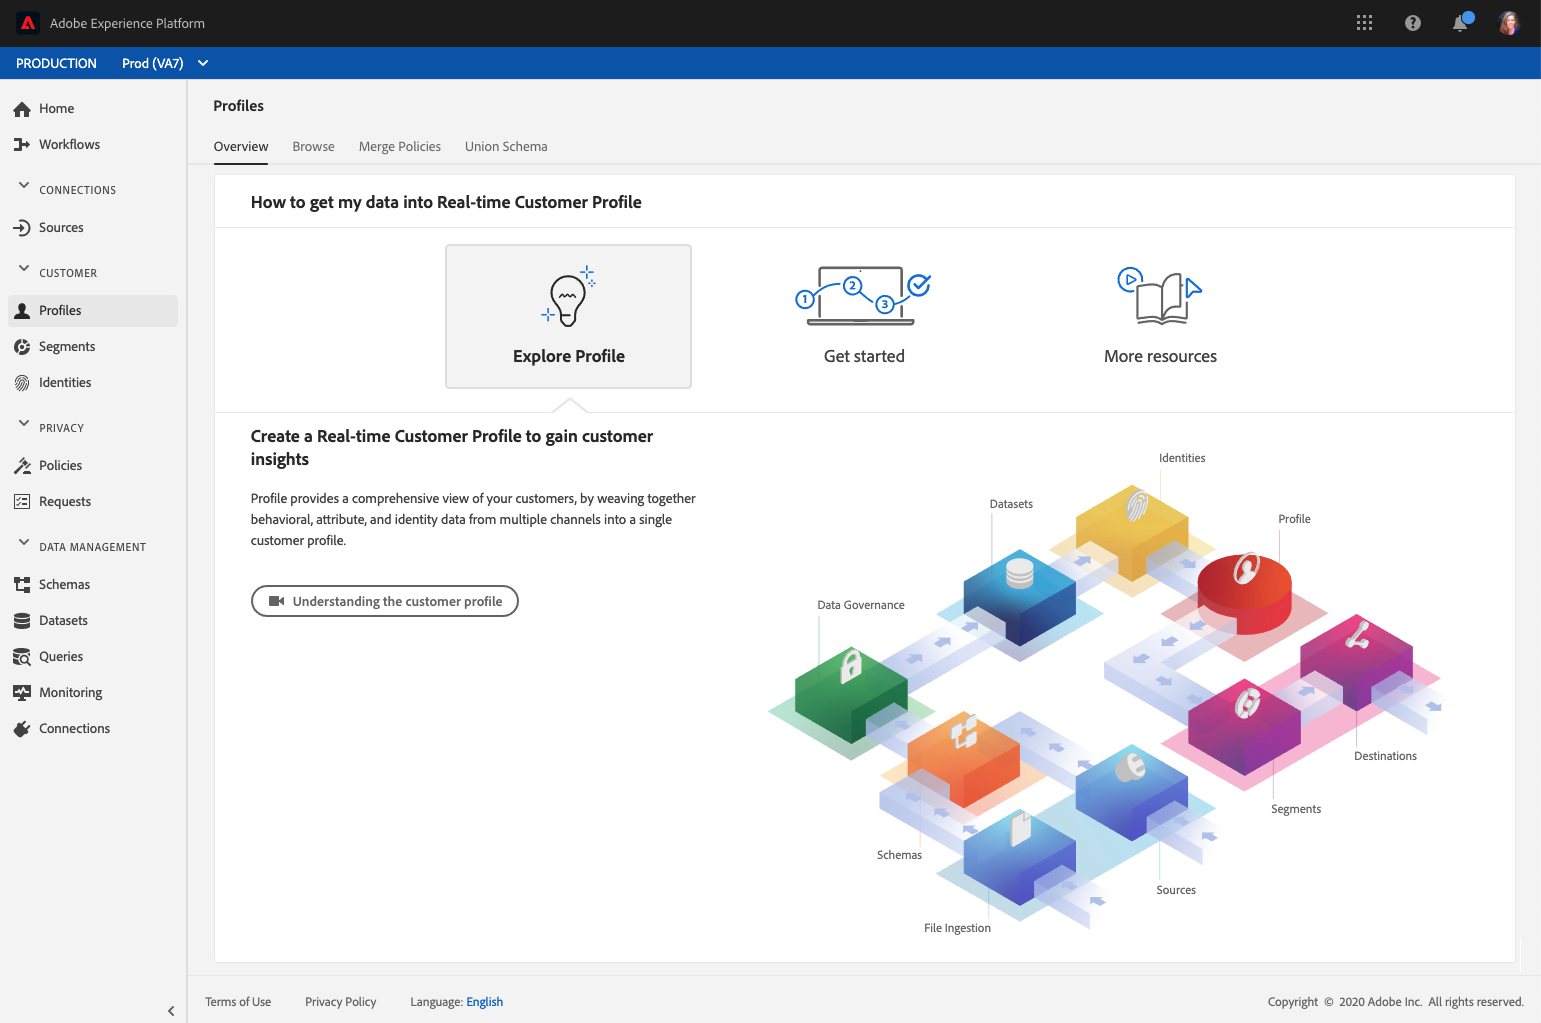 Adobe Experience Platform
PRODUCTION Prod (VA7)
Home
Workflows
CONNECTIONS
Sources
CUSTOMER
Profiles
Segments
Identities
PRIVACY
Policies
Requests
DATA MANAGEMENT
Schemas
Datasets
Queries
Monitoring
Connections
Profiles
Overview Browse Merge Policies Union Schema
How to get my data into Real-time Customer Profile
Explore Profile
1 2 3
Get started
More resources
Create a Real-time Customer Profile to gain customer
insights
Profile provides a comprehensive view of your customers, by weaving together
behavioral, attribute, and identity data from multiple channels into a single
customer profile.
Understanding the customer profile
Identities
Datasets
Profile
Data Governance
Destinations
Segments
Schemas
Sources
File Ingestion
Terms of Use Privacy Policy Language: English
Copyright © 2020 Adobe Inc. All rights reserved.